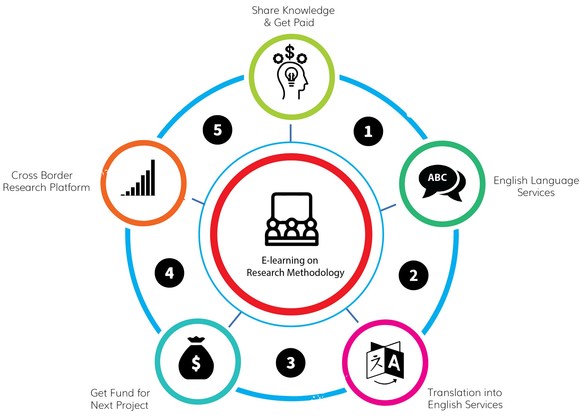 Share Knowledge
& Get Paid
$
5
1
Cross Border
Research Platform
ABC
English Language
Services
E-learning on
Research Methodology
4
2
$
3
A
Get Fund for
Next Project
Translation into
English Services